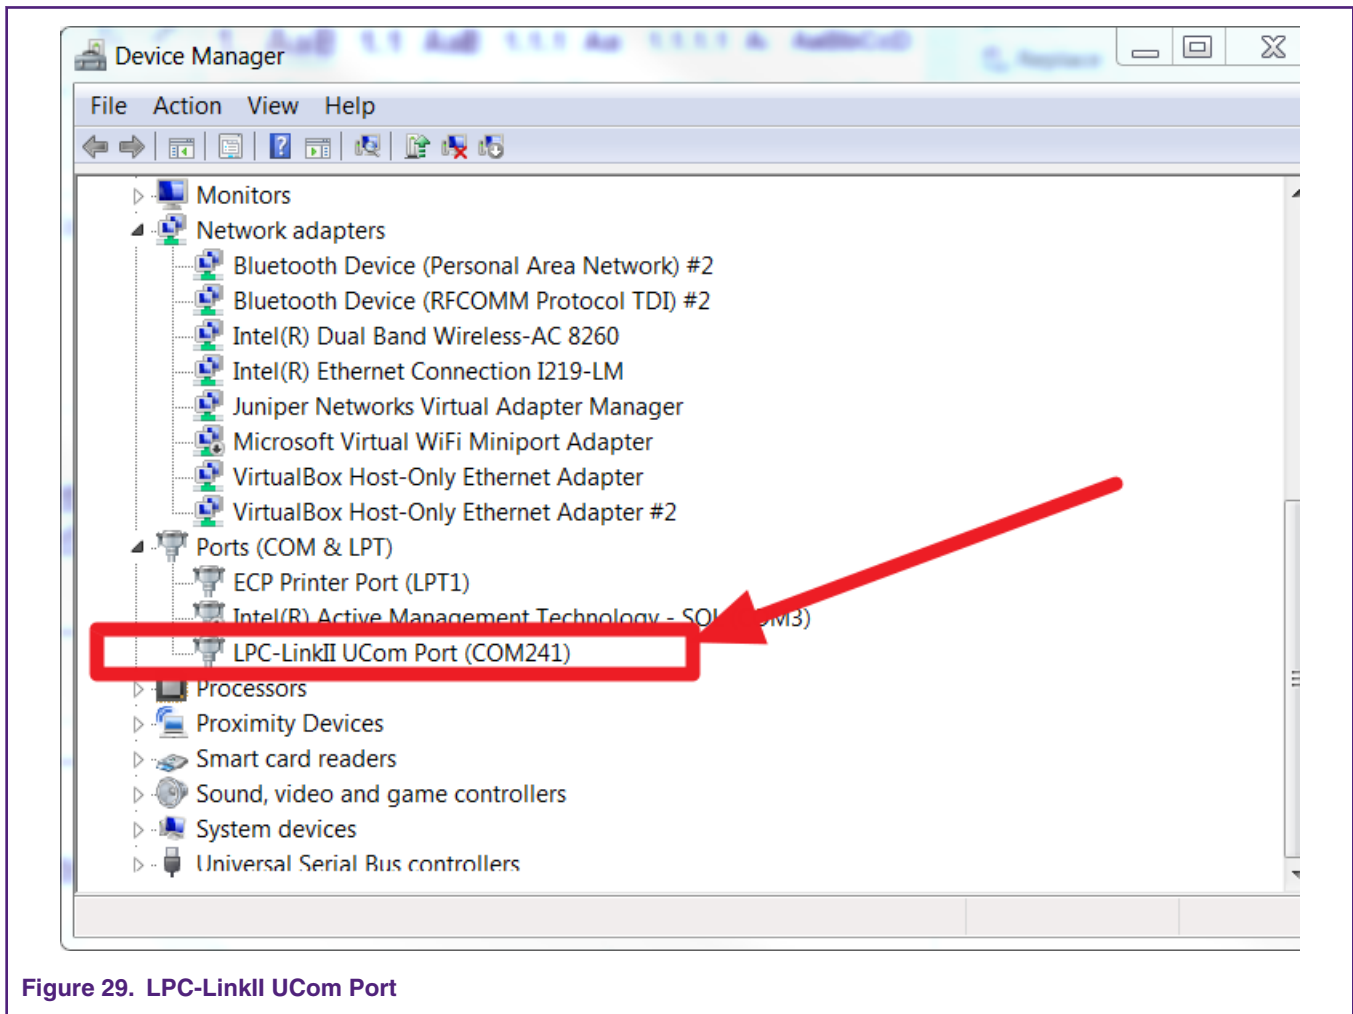 Device Manager
File Action View Help
Monitors
Network adapters
Bluetooth Device (Personal Area Network) #2
Bluetooth Device (RFCOMM Protocol TDI) #2
Intel(R) Dual Band Wireless-AC 8260
Intel(R) Ethernet Connection I219-LM
Juniper Networks Virtual Adapter Manager
Microsoft Virtual WiFi Miniport Adapter
VirtualBox Host-Only Ethernet Adapter
VirtualBox Host-Only Ethernet Adapter #2
Ports (COM & LPT)
ECP Printer Port (LPT1)
Intel(R) Active Management Technology - SOL
LPC-LinkII UCom Port (COM241)
Processors
Proximity Devices
Smart card readers
Sound, video and game controllers
System devices
Universal Serial Bus controllers
Figure 29. LPC-LinkII UCom Port